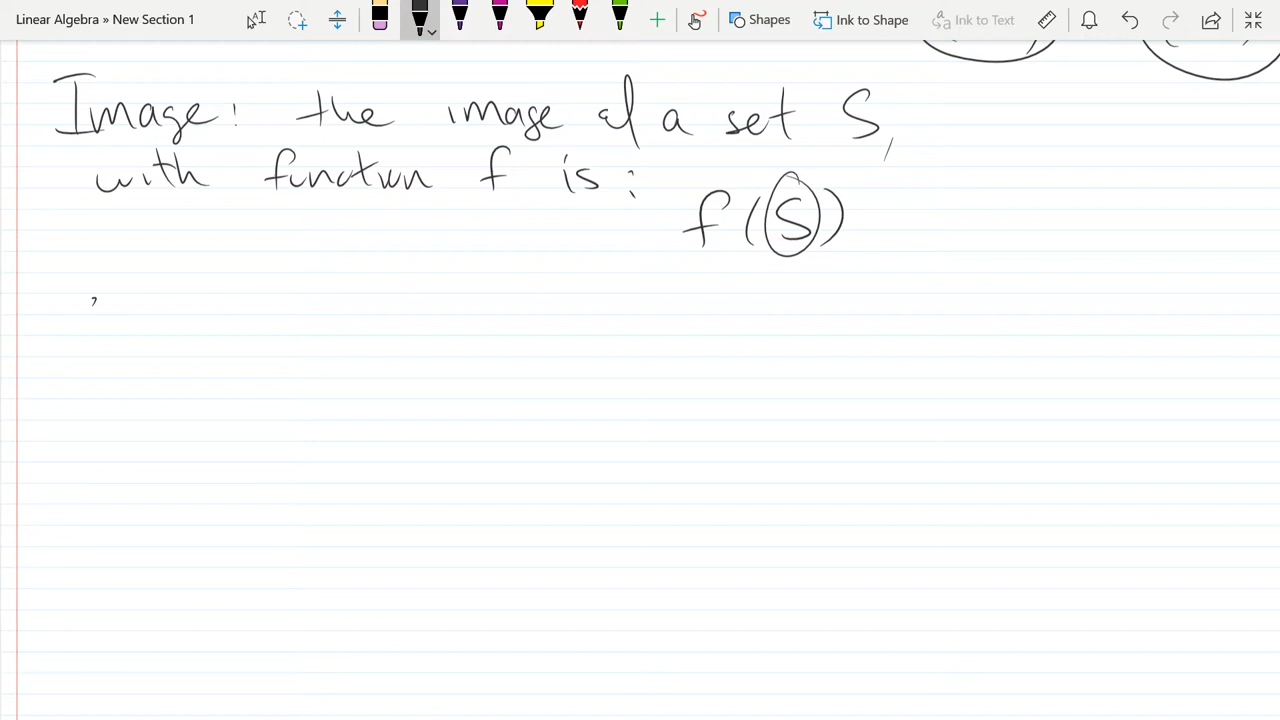 Linear Algebra » New Section 1
Shapes
Ink to Shape
Ink to Text
Image: the image of a set S,
with function f is:
f(S)